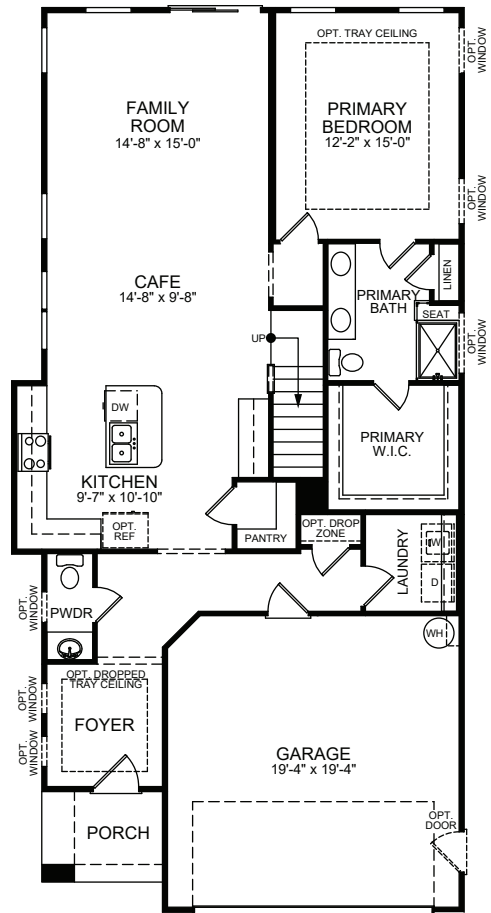 OPT. TRAY CEILING
OPT.
WINDOW
FAMILY
ROOM
14'-8" x 15'-0"
PRIMARY
BEDROOM
12'-2" x 15'-0"
OPT.
WINDOW
CAFE
14'-8" x 9'-8"
LINEN
PRIMARY
BATH
SEAT
UP
OPT.
WINDOW
DW
PRIMARY
W.I.C.
KITCHEN
9'-7" x 10'-10"
OPT.
REF
PANTRY
OPT. DROP
ZONE
LAUNDRY
W
D
PWDR
OPT.
WINDOW
WH
OPT. DROPPED
TRAY CEILING
OPT.
WINDOW
FOYER
OPT.
WINDOW
GARAGE
19'-4" x 19'-4"
PORCH
OPT.
DOOR